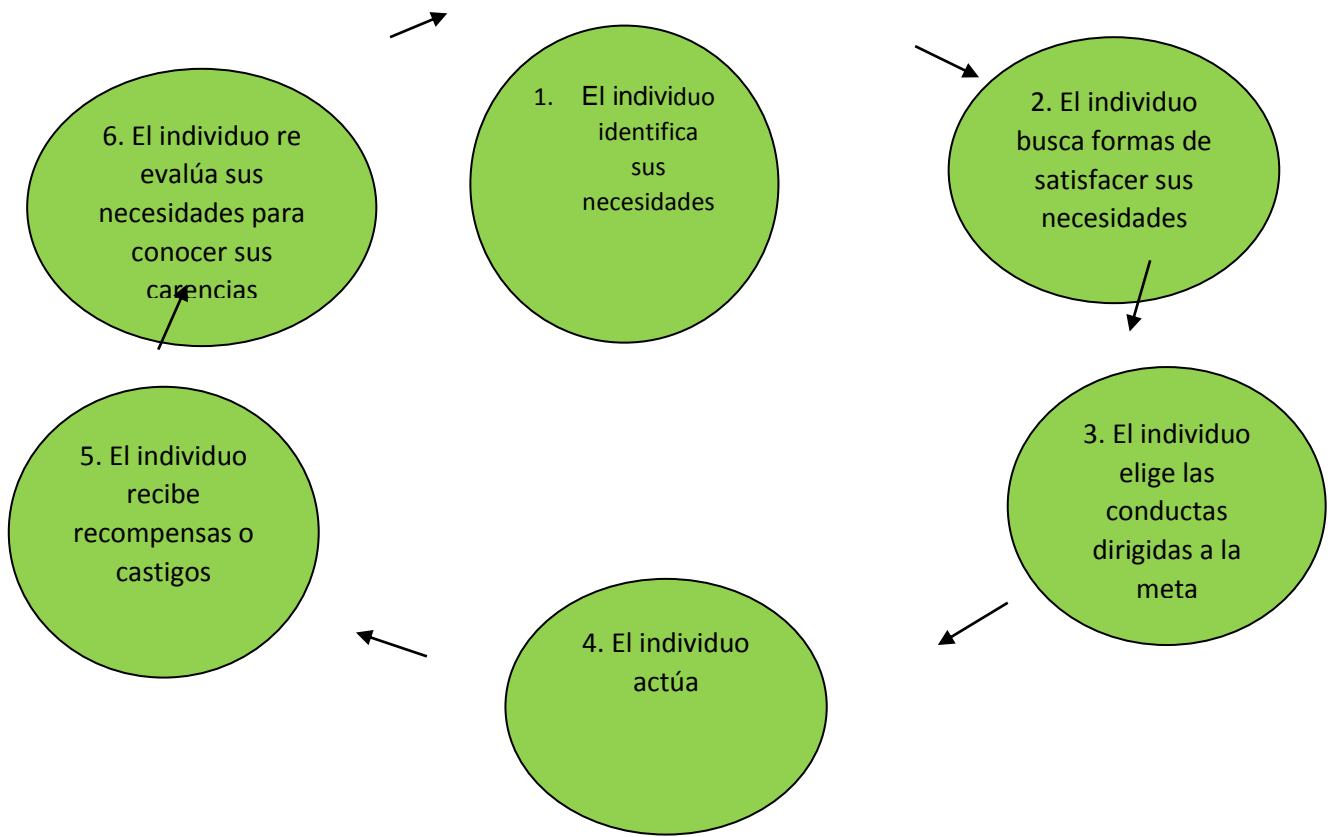 1. El individuo
identifica
sus
necesidades
2. El individuo
busca formas de
satisfacer sus
necesidades
3. El individuo
elige las
conductas
dirigidas a la
meta
4. El individuo
actúa
5. El individuo
recibe
recompensas o
castigos
6. El individuo re
evalúa sus
necesidades para
conocer sus
carencias